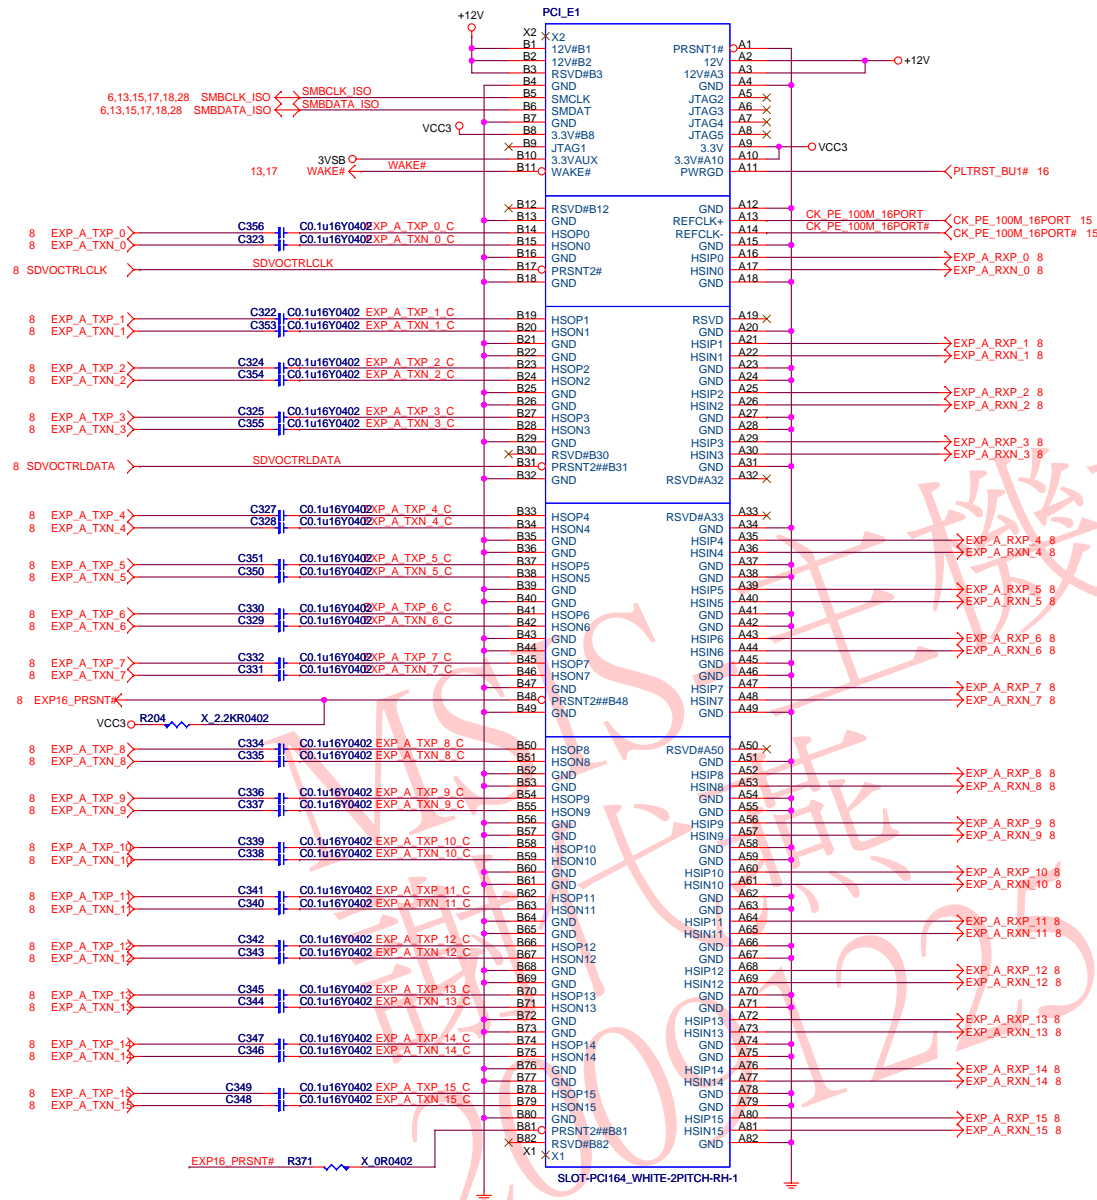 PCI_E1
+12V
X2 X2
B1 12V#B1 PRSNT1# A1
B2 12V#B2 12V A2 +12V
B3 RSVD#B3 12V#A3 A3
B4 GND GND A4
6,13,15,17,18,28 SMBCLK_ISO SMBCLK_ISO B5 SMCLK JTAG2 A5
6,13,15,17,18,28 SMBDATA_ISO SMBDATA_ISO B6 SMDAT JTAG3 A6
B7 GND JTAG4 A7
VCC3 B8 3.3V#B8 JTAG5 A8
B9 JTAG1 3.3V A9 VCC3
3VSB B10 3.3VAUX 3.3V#A10 A10
13,17 WAKE# WAKE# B11 WAKE# PWRGD A11 PLTRST_BU1# 16
B12 RSVD#B12 GND A12
B13 GND REFCLK+ A13 CK_PE_100M_16PORT CK_PE_100M_16PORT 15
8 EXP_A_TXP_0 C356 C0.1u16Y0402 EXP_A_TXP_0_C B14 HSOP0 REFCLK- A14 CK_PE_100M_16PORT# CK_PE_100M_16PORT# 15
8 EXP_A_TXN_0 C323 C0.1u16Y0402 EXP_A_TXN_0_C B15 HSON0 GND A15
B16 GND HSIP0 A16 EXP_A_RXP_0 8
8 SDVOCTRLCLK SDVOCTRLCLK B17 PRSNT2# HSIN0 A17 EXP_A_RXN_0 8
B18 GND GND A18
8 EXP_A_TXP_1 C322 C0.1u16Y0402 EXP_A_TXP_1_C B19 HSOP1 RSVD A19
8 EXP_A_TXN_1 C353 C0.1u16Y0402 EXP_A_TXN_1_C B20 HSON1 GND A20
B21 GND HSIP1 A21 EXP_A_RXP_1 8
B22 GND HSIN1 A22 EXP_A_RXN_1 8
8 EXP_A_TXP_2 C324 C0.1u16Y0402 EXP_A_TXP_2_C B23 HSOP2 GND A23
8 EXP_A_TXN_2 C354 C0.1u16Y0402 EXP_A_TXN_2_C B24 HSON2 GND A24
B25 GND HSIP2 A25 EXP_A_RXP_2 8
B26 GND HSIN2 A26 EXP_A_RXN_2 8
8 EXP_A_TXP_3 C325 C0.1u16Y0402 EXP_A_TXP_3_C B27 HSOP3 GND A27
8 EXP_A_TXN_3 C355 C0.1u16Y0402 EXP_A_TXN_3_C B28 HSON3 GND A28
B29 GND HSIP3 A29 EXP_A_RXP_3 8
B30 RSVD#B30 HSIN3 A30 EXP_A_RXN_3 8
8 SDVOCTRLDATA SDVOCTRLDATA B31 PRSNT2##B31 GND A31
B32 GND RSVD#A32 A32
8 EXP_A_TXP_4 C327 C0.1u16Y0402 EXP_A_TXP_4_C B33 HSOP4 RSVD#A33 A33
8 EXP_A_TXN_4 C328 C0.1u16Y0402 EXP_A_TXN_4_C B34 HSON4 GND A34
B35 GND HSIP4 A35 EXP_A_RXP_4 8
B36 GND HSIN4 A36 EXP_A_RXN_4 8
8 EXP_A_TXP_5 C351 C0.1u16Y0402 EXP_A_TXP_5_C B37 HSOP5 GND A37
8 EXP_A_TXN_5 C350 C0.1u16Y0402 EXP_A_TXN_5_C B38 HSON5 GND A38
B39 GND HSIP5 A39 EXP_A_RXP_5 8
B40 GND HSIN5 A40 EXP_A_RXN_5 8
8 EXP_A_TXP_6 C330 C0.1u16Y0402 EXP_A_TXP_6_C B41 HSOP6 GND A41
8 EXP_A_TXN_6 C329 C0.1u16Y0402 EXP_A_TXN_6_C B42 HSON6 GND A42
B43 GND HSIP6 A43 EXP_A_RXP_6 8
B44 GND HSIN6 A44 EXP_A_RXN_6 8
8 EXP_A_TXP_7 C332 C0.1u16Y0402 EXP_A_TXP_7_C B45 HSOP7 GND A45
8 EXP_A_TXN_7 C331 C0.1u16Y0402 EXP_A_TXN_7_C B46 HSON7 GND A46
B47 GND HSIP7 A47 EXP_A_RXP_7 8
8 EXP16_PRSNT# B48 PRSNT2##B48 HSIN7 A48 EXP_A_RXN_7 8
B49 GND GND A49
VCC3 R204 X_2.2KR0402
8 EXP_A_TXP_8 C334 C0.1u16Y0402 EXP_A_TXP_8_C B50 HSOP8 RSVD#A50 A50
8 EXP_A_TXN_8 C335 C0.1u16Y0402 EXP_A_TXN_8_C B51 HSON8 GND A51
B52 GND HSIP8 A52 EXP_A_RXP_8 8
B53 GND HSIN8 A53 EXP_A_RXN_8 8
8 EXP_A_TXP_9 C336 C0.1u16Y0402 EXP_A_TXP_9_C B54 HSOP9 GND A54
8 EXP_A_TXN_9 C337 C0.1u16Y0402 EXP_A_TXN_9_C B55 HSON9 GND A55
B56 GND HSIP9 A56 EXP_A_RXP_9 8
B57 GND HSIN9 A57 EXP_A_RXN_9 8
8 EXP_A_TXP_10 C339 C0.1u16Y0402 EXP_A_TXP_10_C B58 HSOP10 GND A58
8 EXP_A_TXN_10 C338 C0.1u16Y0402 EXP_A_TXN_10_C B59 HSON10 GND A59
B60 GND HSIP10 A60 EXP_A_RXP_10 8
B61 GND HSIN10 A61 EXP_A_RXN_10 8
8 EXP_A_TXP_11 C341 C0.1u16Y0402 EXP_A_TXP_11_C B62 HSOP11 GND A62
8 EXP_A_TXN_11 C340 C0.1u16Y0402 EXP_A_TXN_11_C B63 HSON11 GND A63
B64 GND HSIP11 A64 EXP_A_RXP_11 8
B65 GND HSIN11 A65 EXP_A_RXN_11 8
8 EXP_A_TXP_12 C342 C0.1u16Y0402 EXP_A_TXP_12_C B66 HSOP12 GND A66
8 EXP_A_TXN_12 C343 C0.1u16Y0402 EXP_A_TXN_12_C B67 HSON12 GND A67
B68 GND HSIP12 A68 EXP_A_RXP_12 8
B69 GND HSIN12 A69 EXP_A_RXN_12 8
8 EXP_A_TXP_13 C345 C0.1u16Y0402 EXP_A_TXP_13_C B70 HSOP13 GND A70
8 EXP_A_TXN_13 C344 C0.1u16Y0402 EXP_A_TXN_13_C B71 HSON13 GND A71
B72 GND HSIP13 A72 EXP_A_RXP_13 8
B73 GND HSIN13 A73 EXP_A_RXN_13 8
8 EXP_A_TXP_14 C347 C0.1u16Y0402 EXP_A_TXP_14_C B74 HSOP14 GND A74
8 EXP_A_TXN_14 C346 C0.1u16Y0402 EXP_A_TXN_14_C B75 HSON14 GND A75
B76 GND HSIP14 A76 EXP_A_RXP_14 8
B77 GND HSIN14 A77 EXP_A_RXN_14 8
8 EXP_A_TXP_15 C349 C0.1u16Y0402 EXP_A_TXP_15_C B78 HSOP15 GND A78
8 EXP_A_TXN_15 C348 C0.1u16Y0402 EXP_A_TXN_15_C B79 HSON15 GND A79
B80 GND HSIP15 A80 EXP_A_RXP_15 8
B81 PRSNT2##B81 HSIN15 A81 EXP_A_RXN_15 8
B82 RSVD#B82 GND A82
X1 X1
EXP16_PRSNT# R371 X_0R0402
SLOT-PCI164_WHITE-2PITCH-RH-1
MSIS-主機
謝代燕
20091225